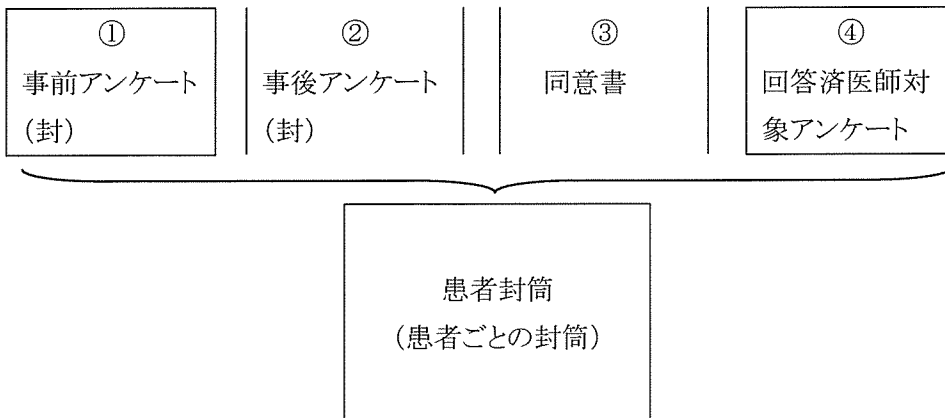 ①
事前アンケート
(封)
②
事後アンケート
(封)
③
同意書
④
回答済医師対
象アンケート
患者封筒
(患者ごとの封筒)